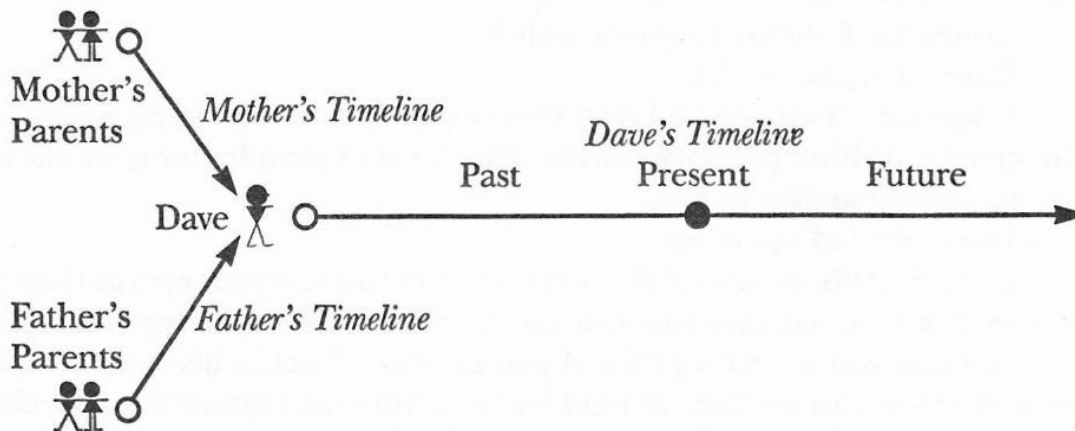 Mother's
Parents
Mother's Timeline
Dave's Timeline
Past
Present
Future
Dave
Father's Timeline
Father's
Parents